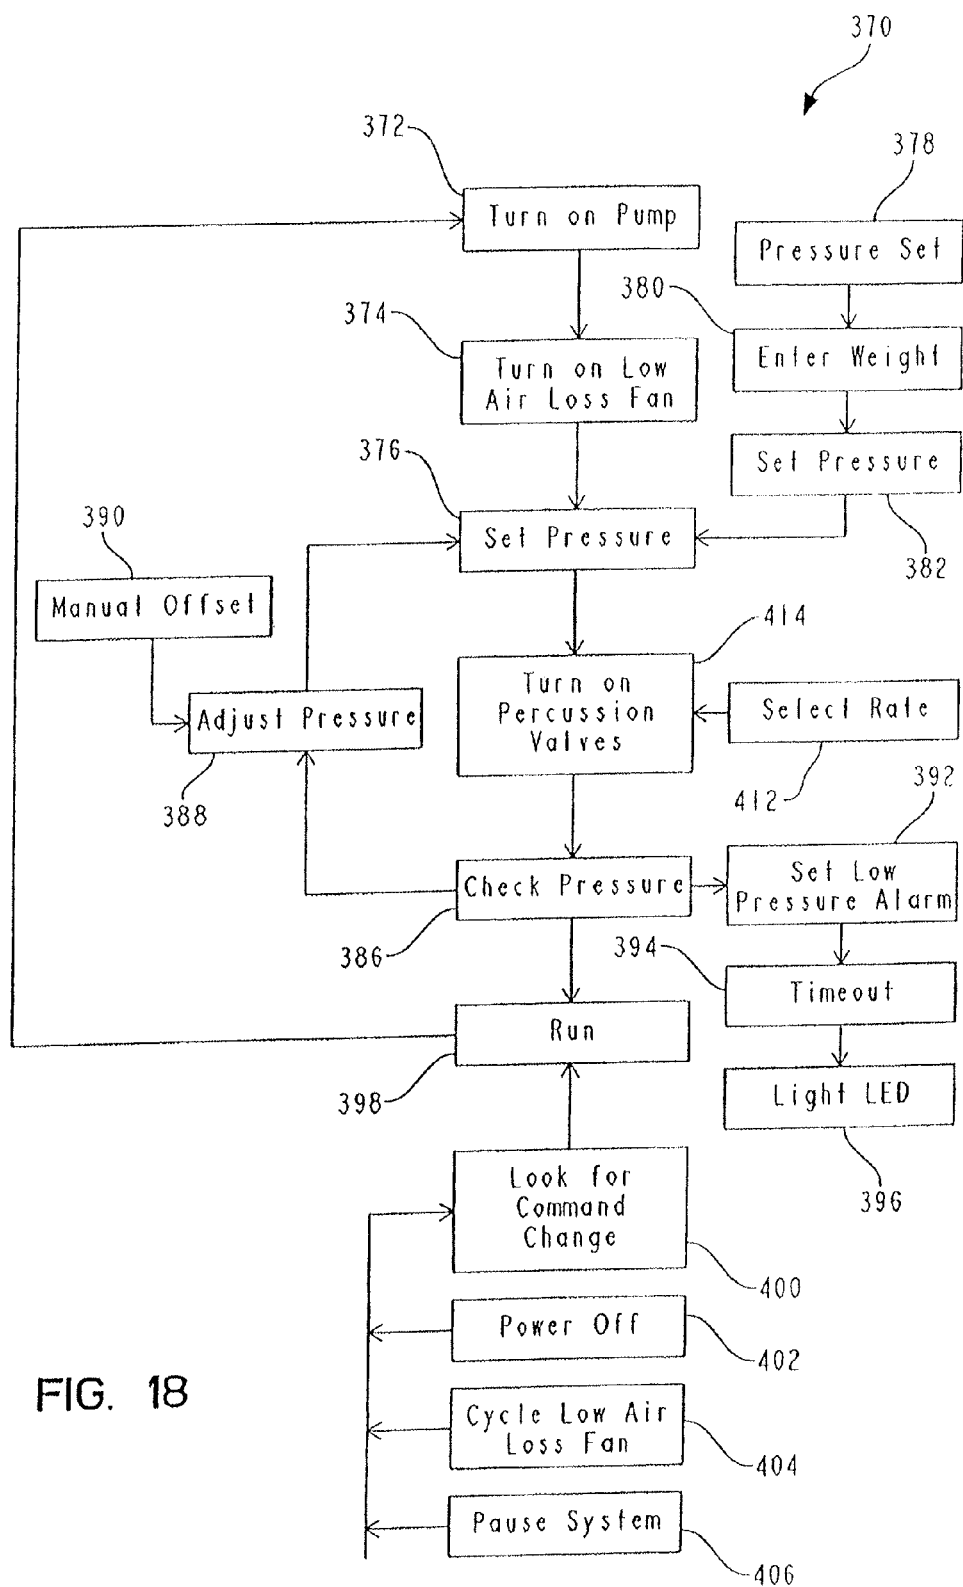 370
372
378
Turn on Pump
Pressure Set
380
374
Enter Weight
Turn on Low
Air Loss Fan
376
Set Pressure
390
Set Pressure
382
Manual Offset
414
Turn on
Percussion
Valves
Select Rate
Adjust Pressure
388
412
392
Check Pressure
Set Low
Pressure Alarm
386
394
Timeout
Run
398
Light LED
Look for
Command
Change
396
400
Power Off
402
FIG. 18
Cycle Low Air
Loss Fan
404
Pause System
406